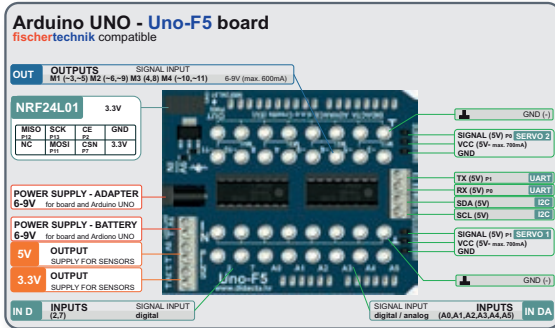 Arduino UNO - Uno-F5 board
fischertechnik compatible
OUT OUTPUTS SIGNAL INPUT
M1 (~3,~5) M2 (~6,~9) M3 (4,8) M4 (~10,~11) 6-9V (max. 600mA)
NRF24L01 3.3V
MISO P12 SCK P13 CE P2 GND
NC MOSI P11 CSN P7 3.3V
POWER SUPPLY - ADAPTER
6-9V for board and Arduino UNO
POWER SUPPLY - BATTERY
6-9V for board and Ardiono UNO
5V OUTPUT
SUPPLY FOR SENSORS
3.3V OUTPUT
SUPPLY FOR SENSORS
IN D INPUTS SIGNAL INPUT
(2,7) digital
GND (-)
SIGNAL (5V) P0 SERVO 2
VCC (5V- max. 700mA)
GND
TX (5V) P1 UART
RX (5V) P0 UART
SDA (5V) I2C
SCL (5V) I2C
SIGNAL (5V) P1 SERVO 1
VCC (5V- max. 700mA)
GND
GND (-)
SIGNAL INPUT INPUTS IN DA
digital / analog (A0,A1,A2,A3,A4,A5)
A0 A1 A2 A3 A4 A5
Uno-F5
www.didacta.hr